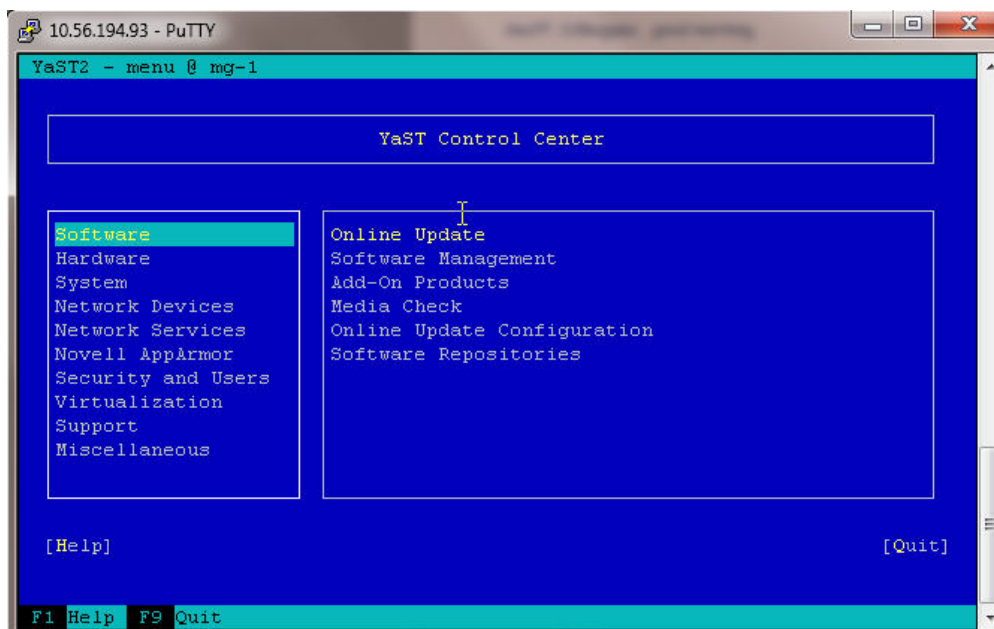 10.56.194.93 - PuTTY
YaST2 - menu @ mg-1
YaST Control Center
Software
Hardware
System
Network Devices
Network Services
Novell AppArmor
Security and Users
Virtualization
Support
Miscellaneous
Online Update
Software Management
Add-On Products
Media Check
Online Update Configuration
Software Repositories
[Help] [Quit]
F1 Help F9 Quit